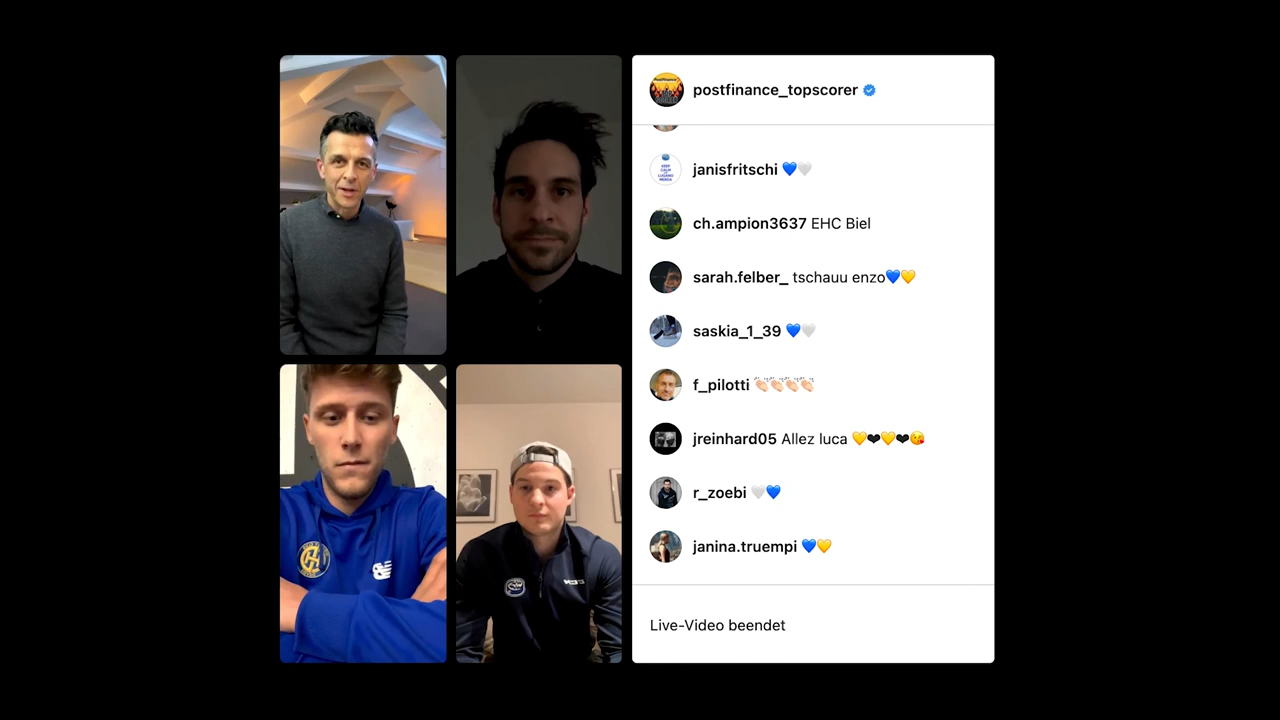 postfinance_topscorer
janisfritschi 💙🤍
ch.ampion3637 EHC Biel
sarah.felber_ tschauu enzo💙💛
saskia_1_39 💙🤍
f_pilotti 👏🏻👏🏻👏🏻👏🏻
jreinhard05 Allez luca 💛❤💛❤😘
r_zoebi 🤍💙
janina.truempi 💙💛
Live-Video beendet